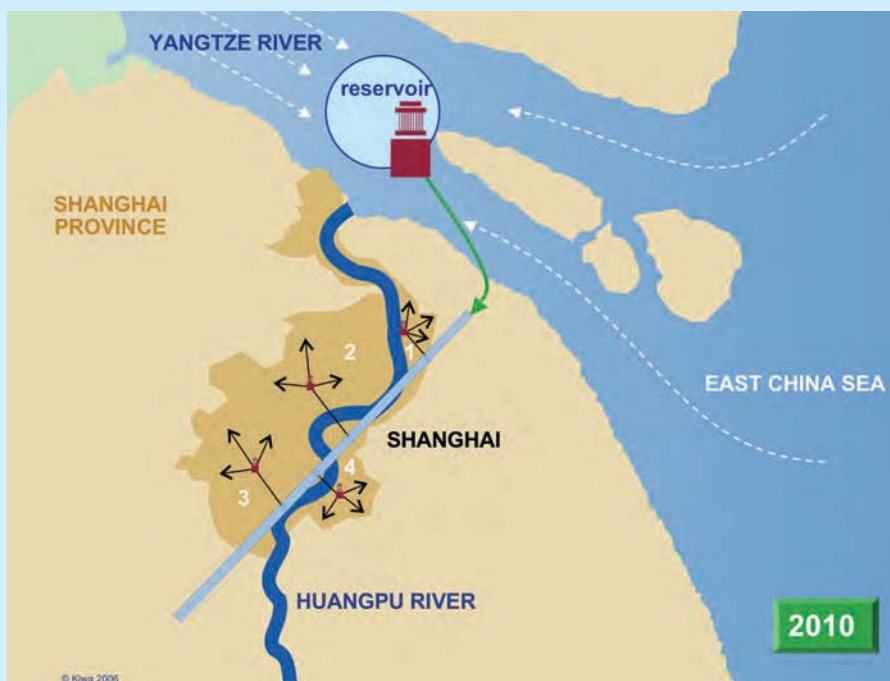 YANGTZE RIVER
reservoir
SHANGHAI
PROVINCE
2
1
EAST CHINA SEA
SHANGHAI
4
3
HUANGPU RIVER
2010
© Kiwa 2006